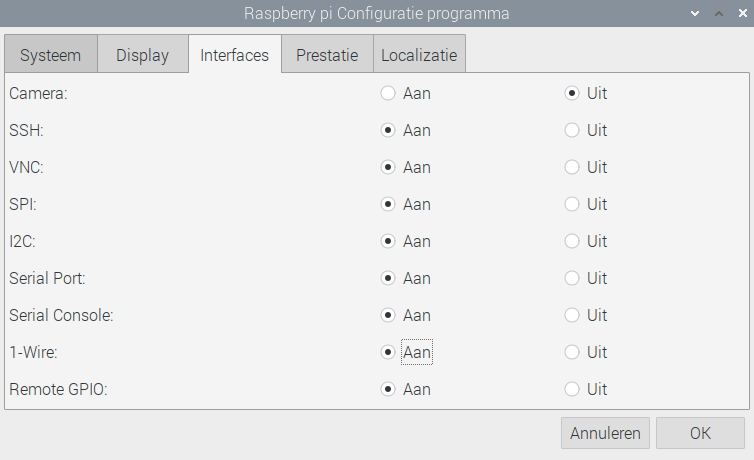 Raspberry pi Configuratie programma
Systeem Display Interfaces Prestatie Localizatie
Camera: Aan Uit
SSH: Aan Uit
VNC: Aan Uit
SPI: Aan Uit
I2C: Aan Uit
Serial Port: Aan Uit
Serial Console: Aan Uit
1-Wire: Aan Uit
Remote GPIO: Aan Uit
Annuleren OK